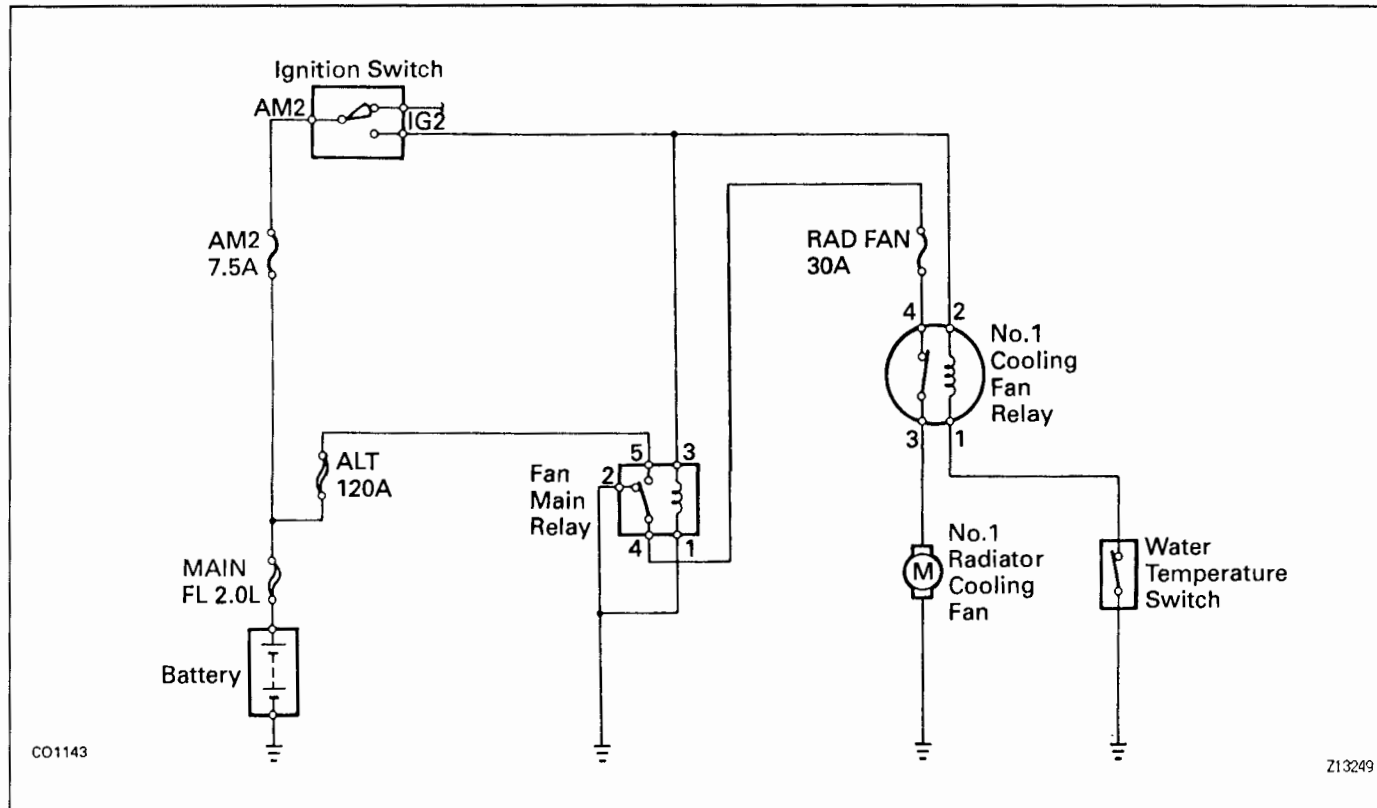 Ignition Switch
AM2
IG2
AM2
7.5A
RAD FAN
30A
4
2
No.1
Cooling
Fan
Relay
3
1
ALT
120A
Fan
Main
Relay
5
3
2
4
1
MAIN
FL 2.0L
Battery
No.1
Radiator
Cooling
Fan
M
Water
Temperature
Switch
CO1143
Z13249